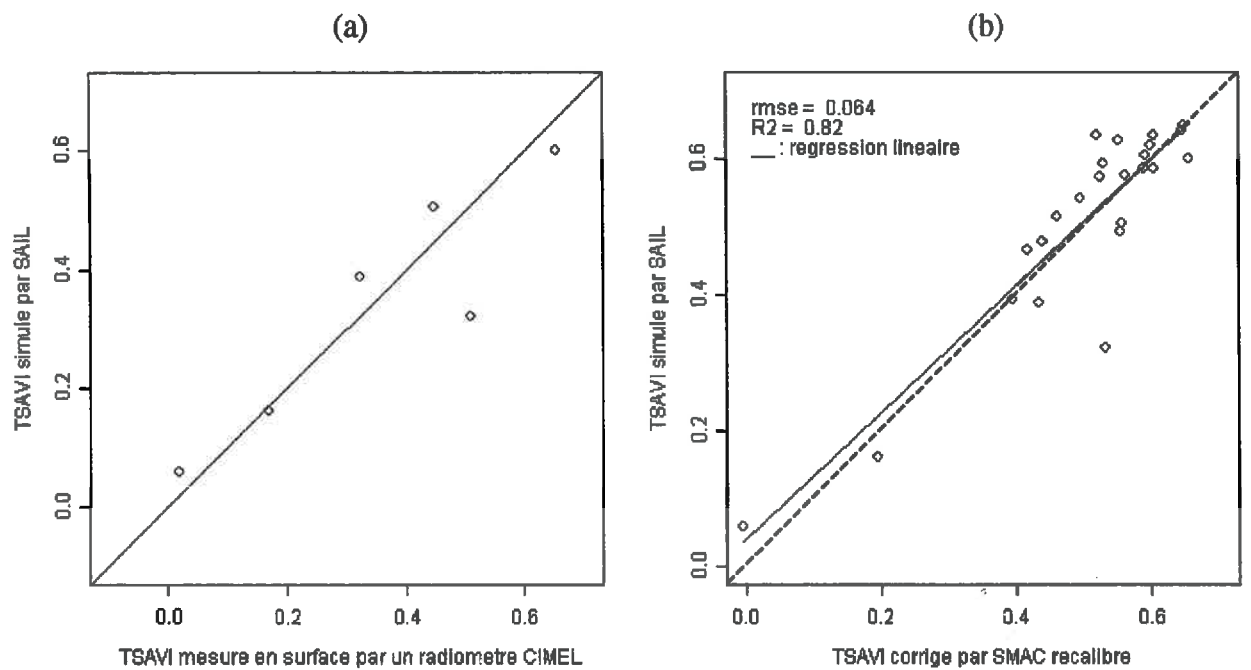 (a)
TSAVI simule par SAIL
0.6
0.4
0.2
0.0
0.0 0.2 0.4 0.6
TSAVI mesure en surface par un radiometre CIMEL
(b)
rmse = 0.064
R2 = 0.82
__ : regression lineaire
TSAVI simule par SAIL
0.6
0.4
0.2
0.0
0.0 0.2 0.4 0.6
TSAVI corrige par SMAC recalibre